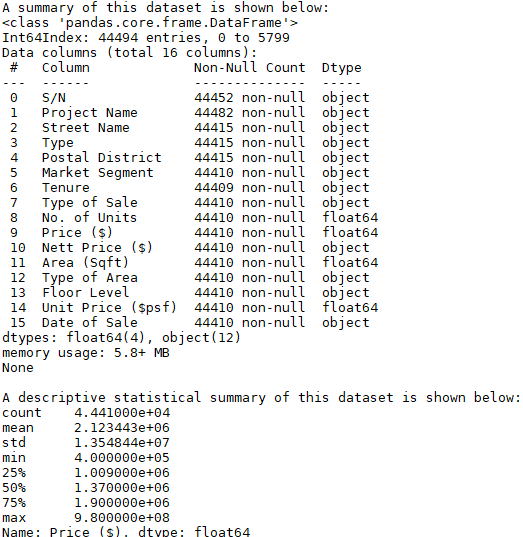 A summary of this dataset is shown below:
<class 'pandas.core.frame.DataFrame'>
Int64Index: 44494 entries, 0 to 5799
Data columns (total 16 columns):
 #   Column             Non-Null Count  Dtype
---  ------             --------------  -----
 0   S/N                44452 non-null  object
 1   Project Name       44482 non-null  object
 2   Street Name        44415 non-null  object
 3   Type               44415 non-null  object
 4   Postal District    44415 non-null  object
 5   Market Segment     44410 non-null  object
 6   Tenure             44409 non-null  object
 7   Type of Sale       44410 non-null  object
 8   No. of Units       44410 non-null  float64
 9   Price ($)          44410 non-null  float64
 10  Nett Price ($)     44410 non-null  object
 11  Area (Sqft)        44410 non-null  float64
 12  Type of Area       44410 non-null  object
 13  Floor Level        44410 non-null  object
 14  Unit Price ($psf)  44410 non-null  float64
 15  Date of Sale       44410 non-null  object
dtypes: float64(4), object(12)
memory usage: 5.8+ MB
None

A descriptive statistical summary of this dataset is shown below:
count    4.441000e+04
mean     2.123443e+06
std      1.354844e+07
min      4.000000e+05
25%      1.009000e+06
50%      1.370000e+06
75%      1.900000e+06
max      9.800000e+08
Name: Price ($), dtype: float64